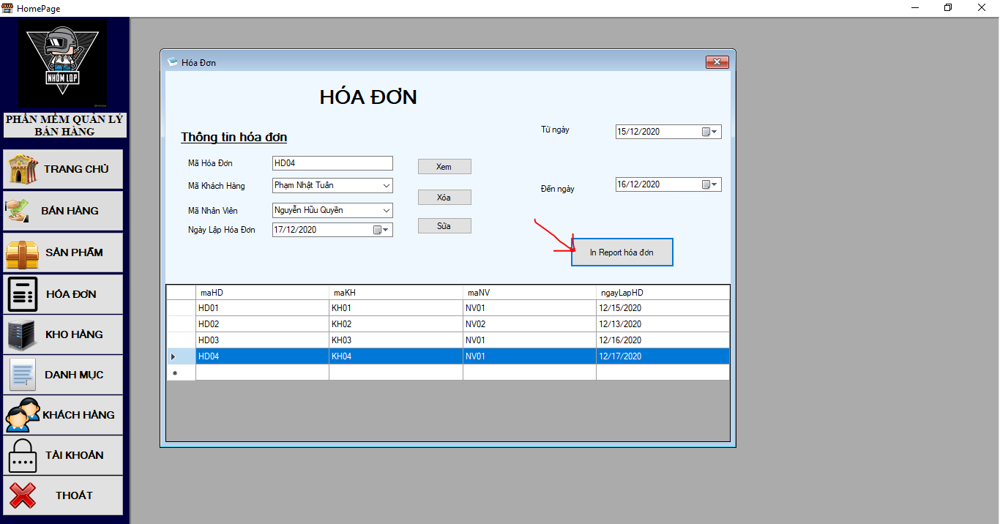 HomePage
NHÓM LQP
PHẦN MỀM QUẢN LÝ
BÁN HÀNG
TRANG CHỦ
BÁN HÀNG
SẢN PHẨM
HÓA ĐƠN
KHO HÀNG
DANH MỤC
KHÁCH HÀNG
TÀI KHOẢN
THOÁT
Hóa Đơn
HÓA ĐƠN
Thông tin hóa đơn
Mã Hóa Đơn HD04
Mã Khách Hàng Phạm Nhật Tuân
Mã Nhân Viên Nguyễn Hữu Quyền
Ngày Lập Hóa Đơn 17/12/2020
Xem
Xóa
Sửa
Từ ngày 15/12/2020
Đến ngày 16/12/2020
In Report hóa đơn
maHD maKH maNV ngayLapHD
HD01 KH01 NV01 12/15/2020
HD02 KH02 NV02 12/13/2020
HD03 KH03 NV01 12/16/2020
HD04 KH04 NV01 12/17/2020